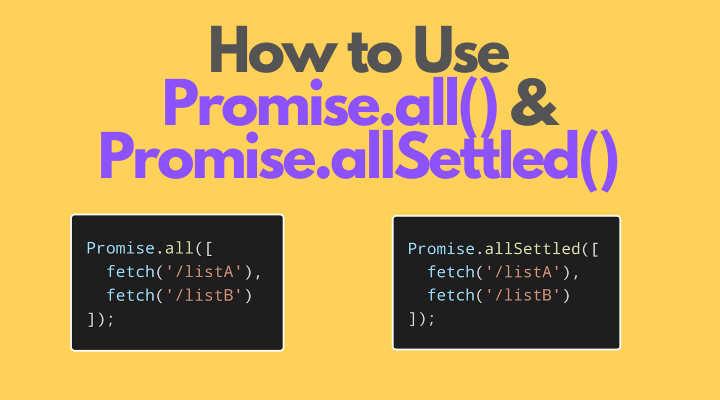 How to Use
Promise.all() &
Promise.allSettled()
Promise.all([
  fetch('/listA'),
  fetch('/listB')
]);
Promise.allSettled([
  fetch('/listA'),
  fetch('/listB')
]);